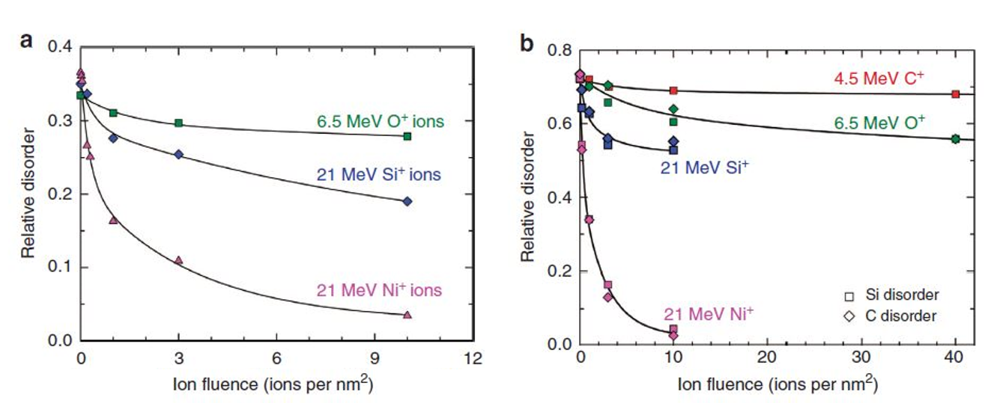 a
0.4
0.3
0.2
0.1
0.0
Relative disorder
6.5 MeV O⁺ ions
21 MeV Si⁺ ions
21 MeV Ni⁺ ions
0 3 6 9 12
Ion fluence (ions per nm²)
b
0.8
0.6
0.4
0.2
0.0
Relative disorder
4.5 MeV C⁺
6.5 MeV O⁺
21 MeV Si⁺
21 MeV Ni⁺
Si disorder
C disorder
0 10 20 30 40
Ion fluence (ions per nm²)